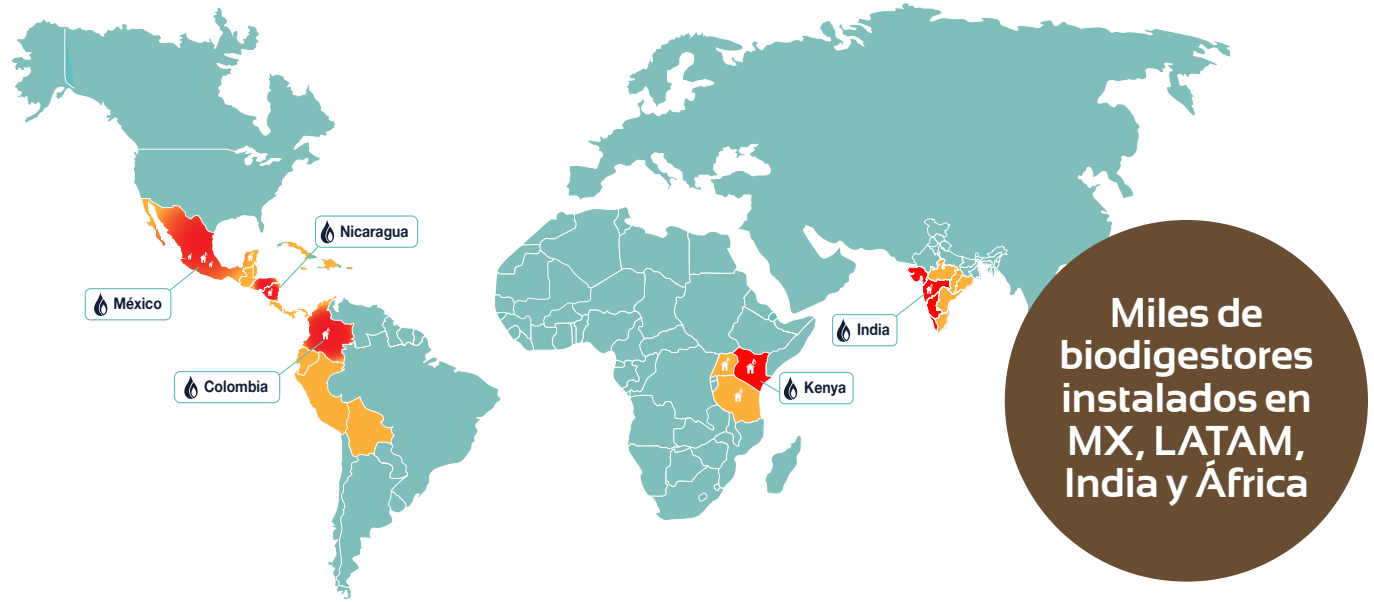 Nicaragua
México
Colombia
India
Kenya
Miles de
biodigestores
instalados en
MX, LATAM,
India y África